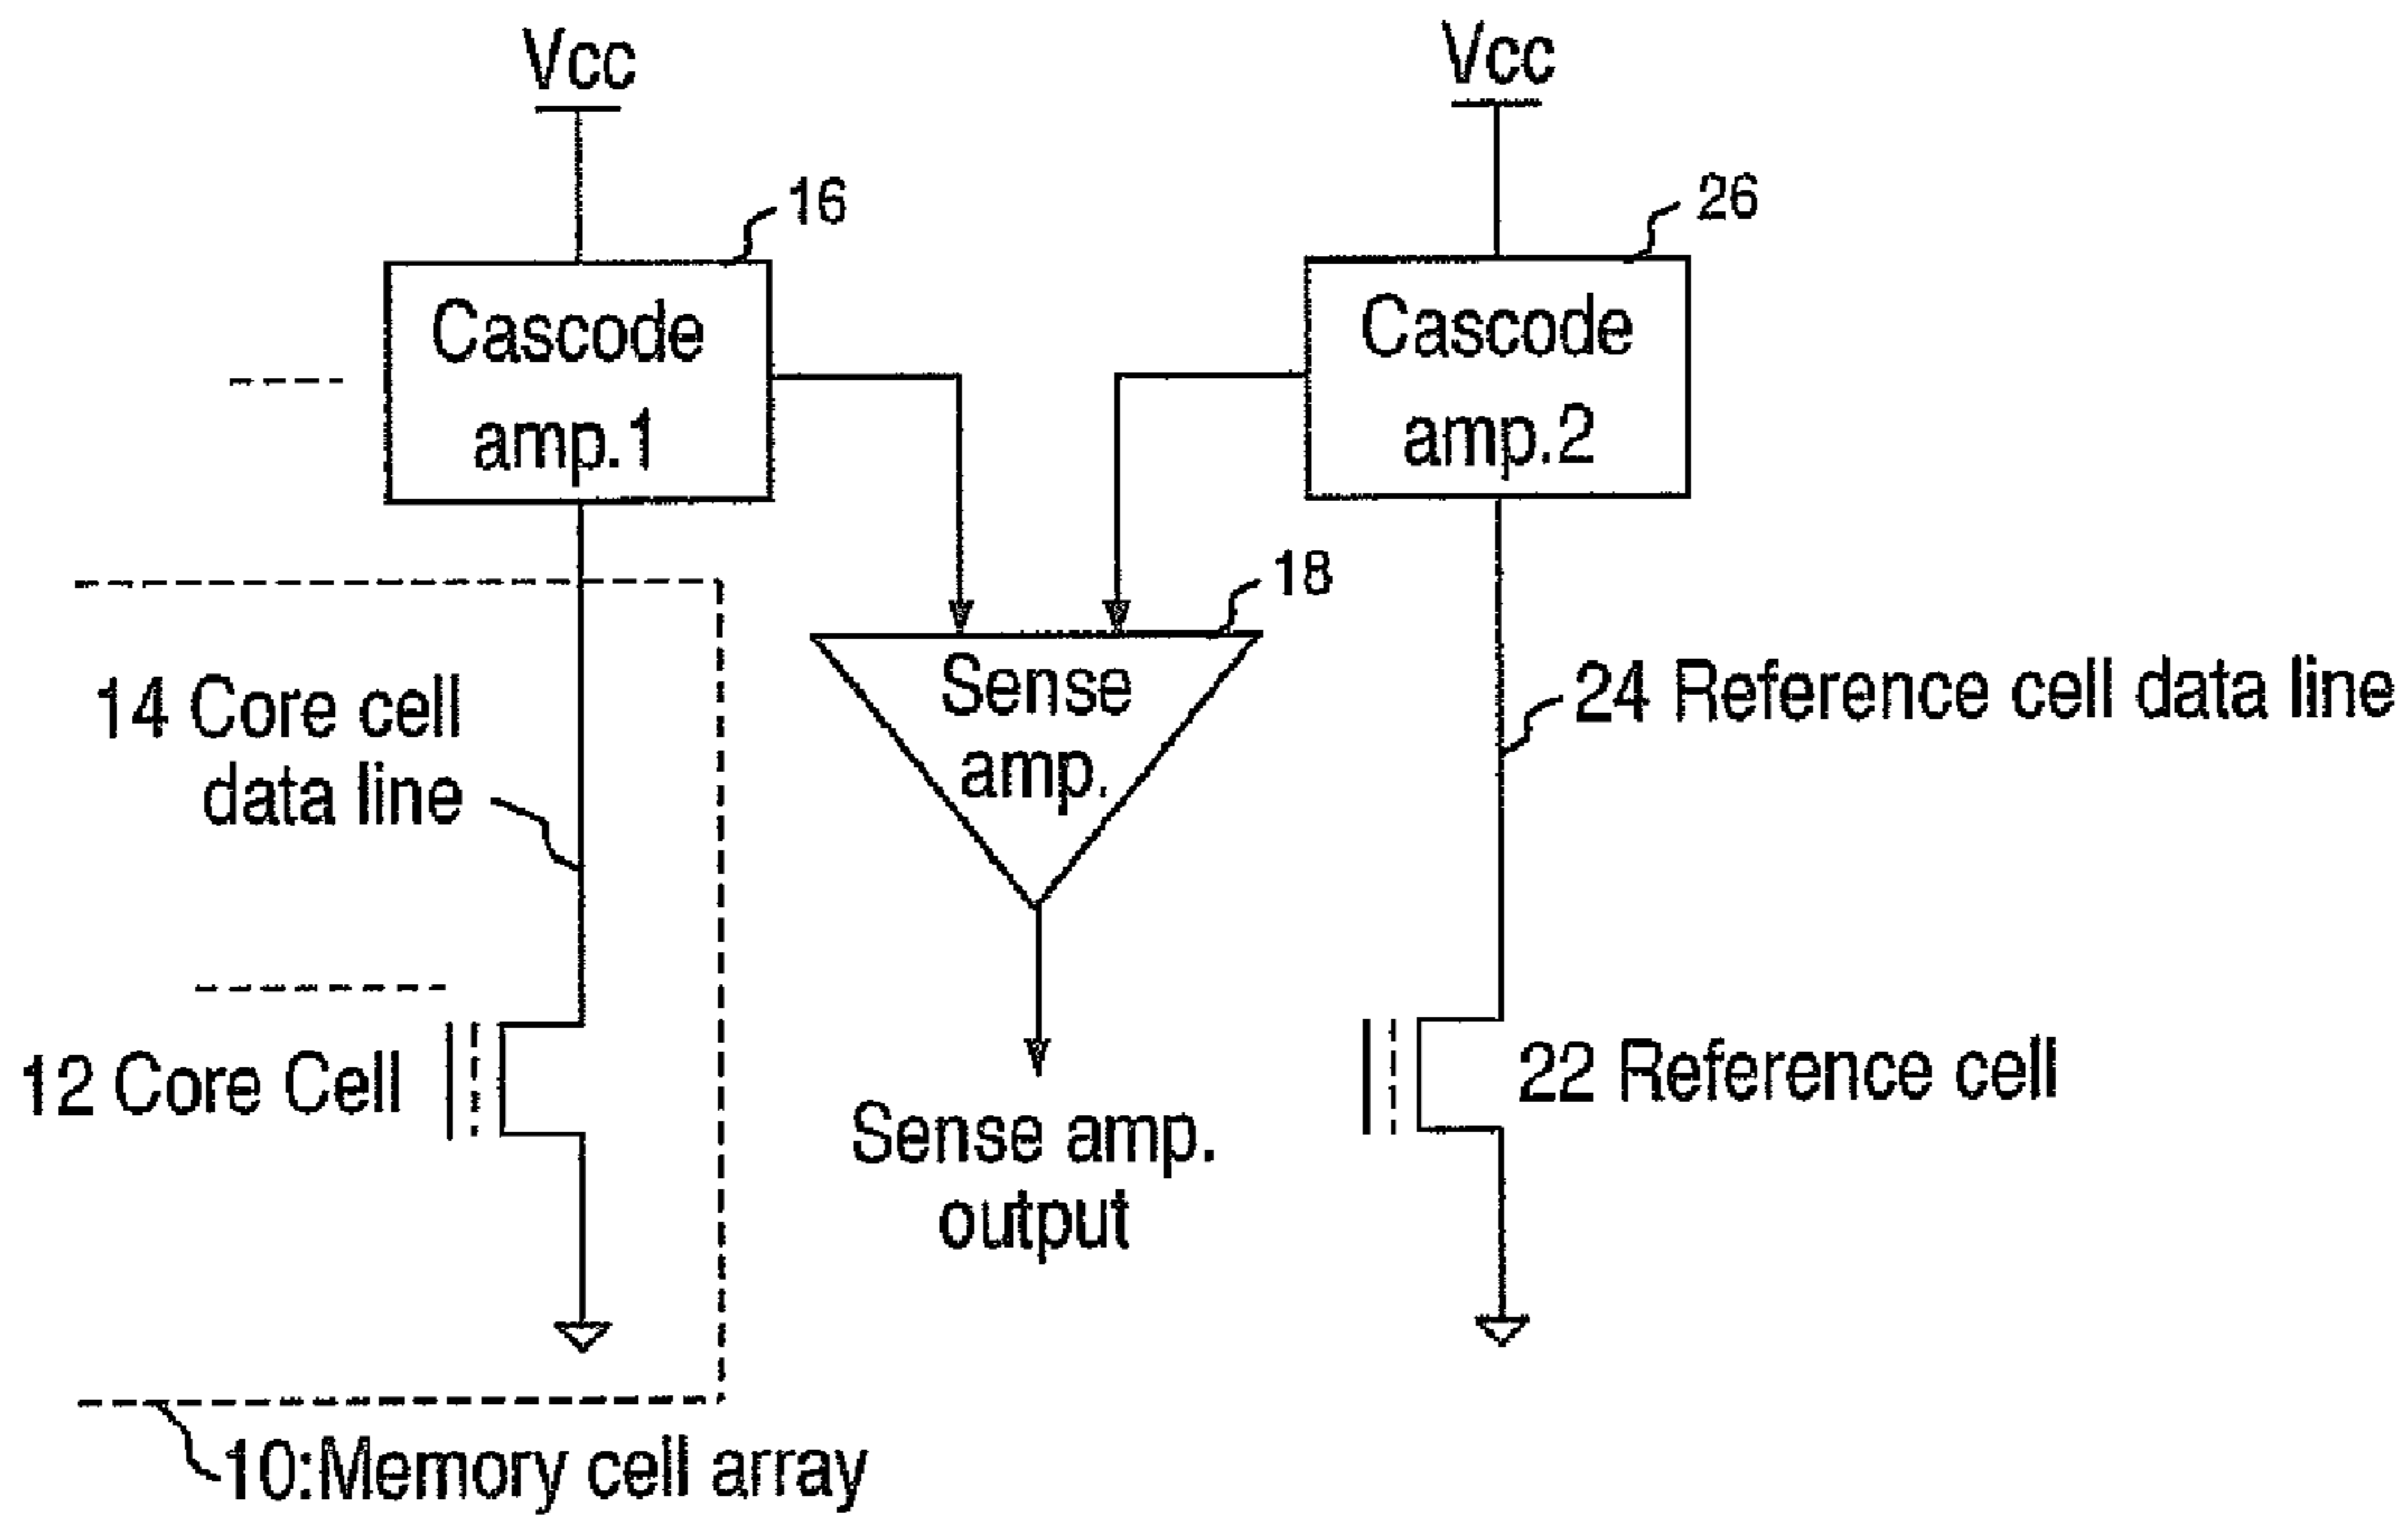 Vcc
Vcc
16
26
Cascode
amp.1
Cascode
amp.2
18
14 Core cell
data line
Sense
amp.
24 Reference cell data line
12 Core Cell
22 Reference cell
Sense amp.
output
10:Memory cell array